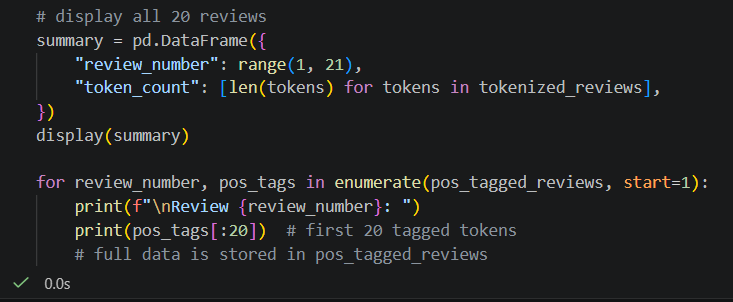 # display all 20 reviews
summary = pd.DataFrame({
    "review_number": range(1, 21),
    "token_count": [len(tokens) for tokens in tokenized_reviews],
})
display(summary)

for review_number, pos_tags in enumerate(pos_tagged_reviews, start=1):
    print(f"\nReview {review_number}: ")
    print(pos_tags[:20])  # first 20 tagged tokens
    # full data is stored in pos_tagged_reviews
0.0s